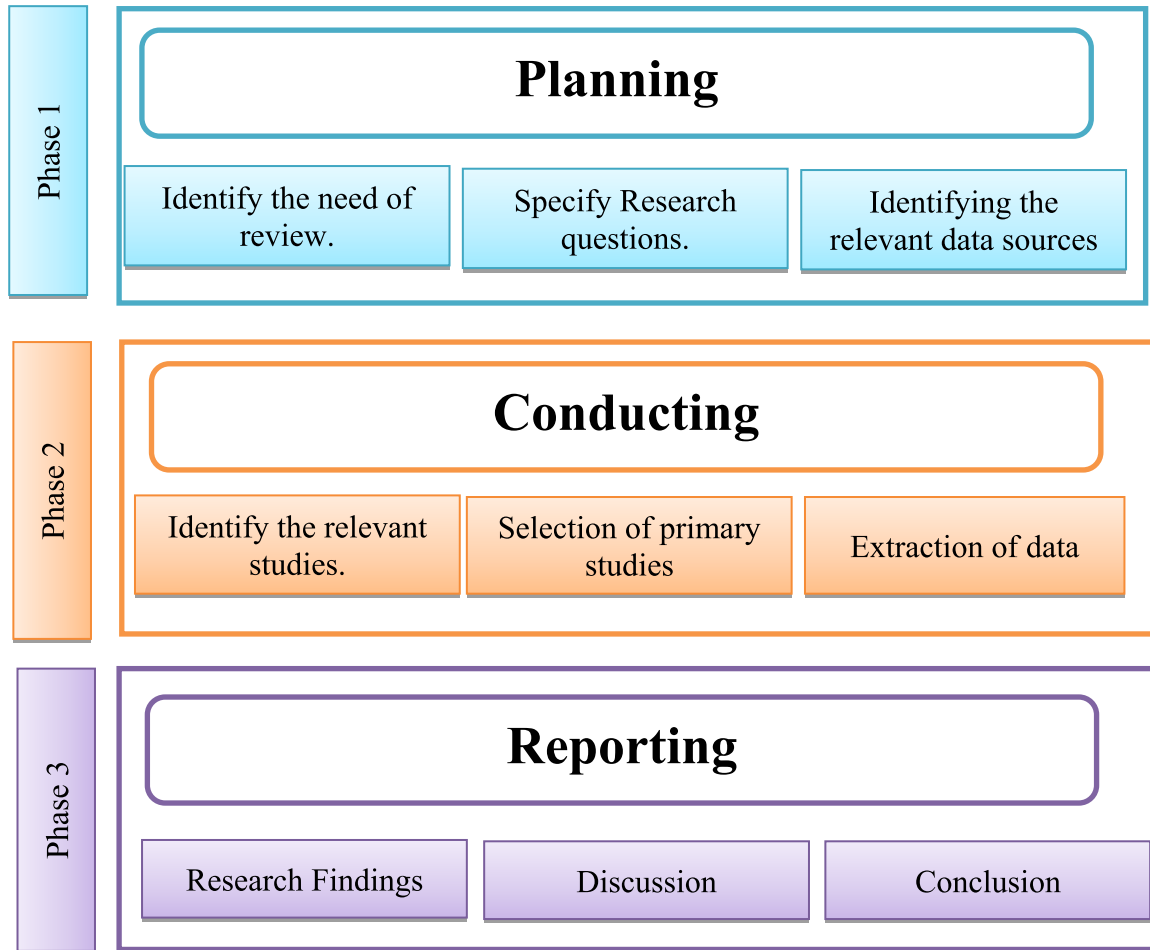 Phase 1
Planning
Identify the need of
review.
Specify Research
questions.
Identifying the
relevant data sources
Phase 2
Conducting
Identify the relevant
studies.
Selection of primary
studies
Extraction of data
Phase 3
Reporting
Research Findings
Discussion
Conclusion